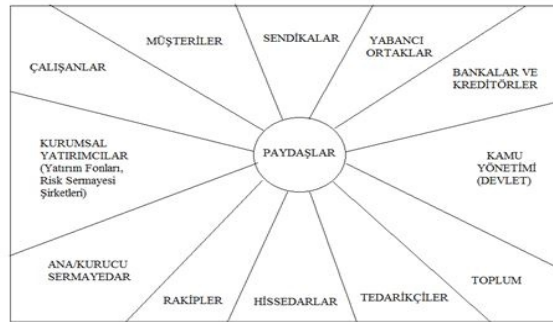 MÜŞTERİLER
SENDİKALAR
YABANCI
ORTAKLAR
ÇALIŞANLAR
BANKALAR VE
KREDİTÖRLER
KURUMSAL
YATIRIMCILAR
(Yatırım Fonları,
Risk Sermayesi
Şirketleri)
PAYDAŞLAR
KAMU
YÖNETİMİ
(DEVLET)
ANA/KURUCU
SERMAYEDAR
RAKİPLER
HİSSEDARLAR
TEDARİKÇİLER
TOPLUM